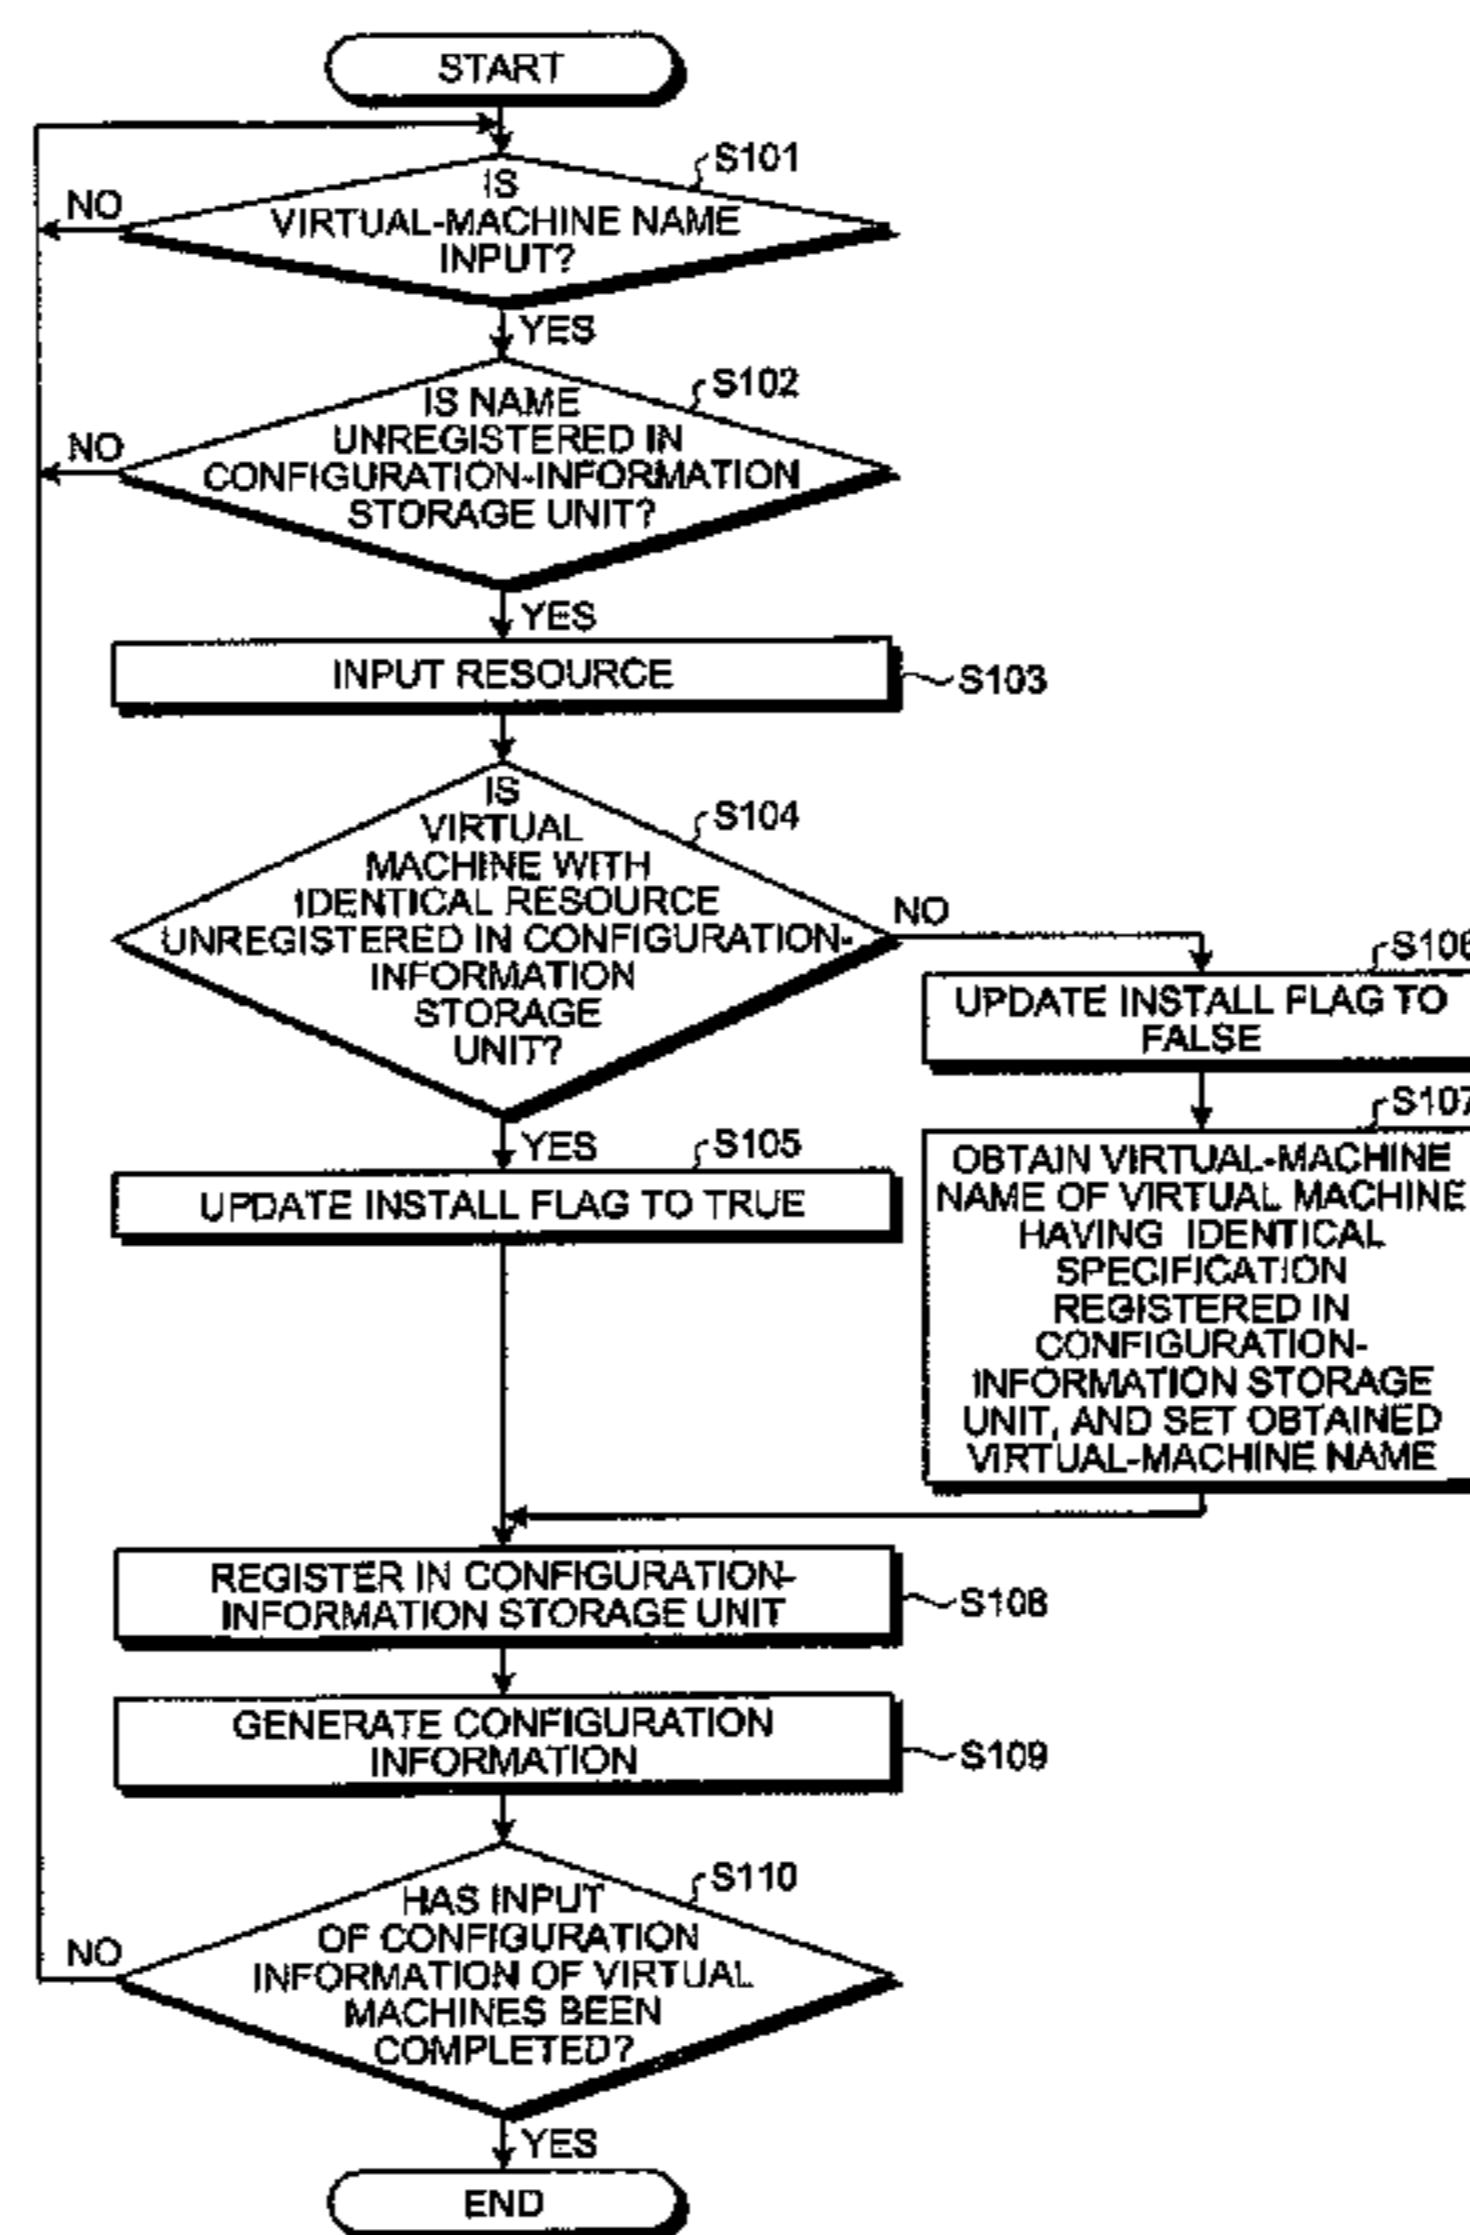 START
S101
IS
VIRTUAL-MACHINE NAME
INPUT?
NO
YES
S102
IS NAME
UNREGISTERED IN
CONFIGURATION-INFORMATION
STORAGE UNIT?
NO
YES
INPUT RESOURCE
S103
S104
IS
VIRTUAL
MACHINE WITH
IDENTICAL RESOURCE
UNREGISTERED IN CONFIGURATION-
INFORMATION
STORAGE
UNIT?
NO
YES
S105
UPDATE INSTALL FLAG TO TRUE
S106
UPDATE INSTALL FLAG TO
FALSE
S107
OBTAIN VIRTUAL-MACHINE
NAME OF VIRTUAL MACHINE
HAVING IDENTICAL
SPECIFICATION
REGISTERED IN
CONFIGURATION-
INFORMATION STORAGE
UNIT, AND SET OBTAINED
VIRTUAL-MACHINE NAME
REGISTER IN CONFIGURATION-
INFORMATION STORAGE UNIT
S108
GENERATE CONFIGURATION
INFORMATION
S109
S110
HAS INPUT
OF CONFIGURATION
INFORMATION OF VIRTUAL
MACHINES BEEN
COMPLETED?
NO
YES
END